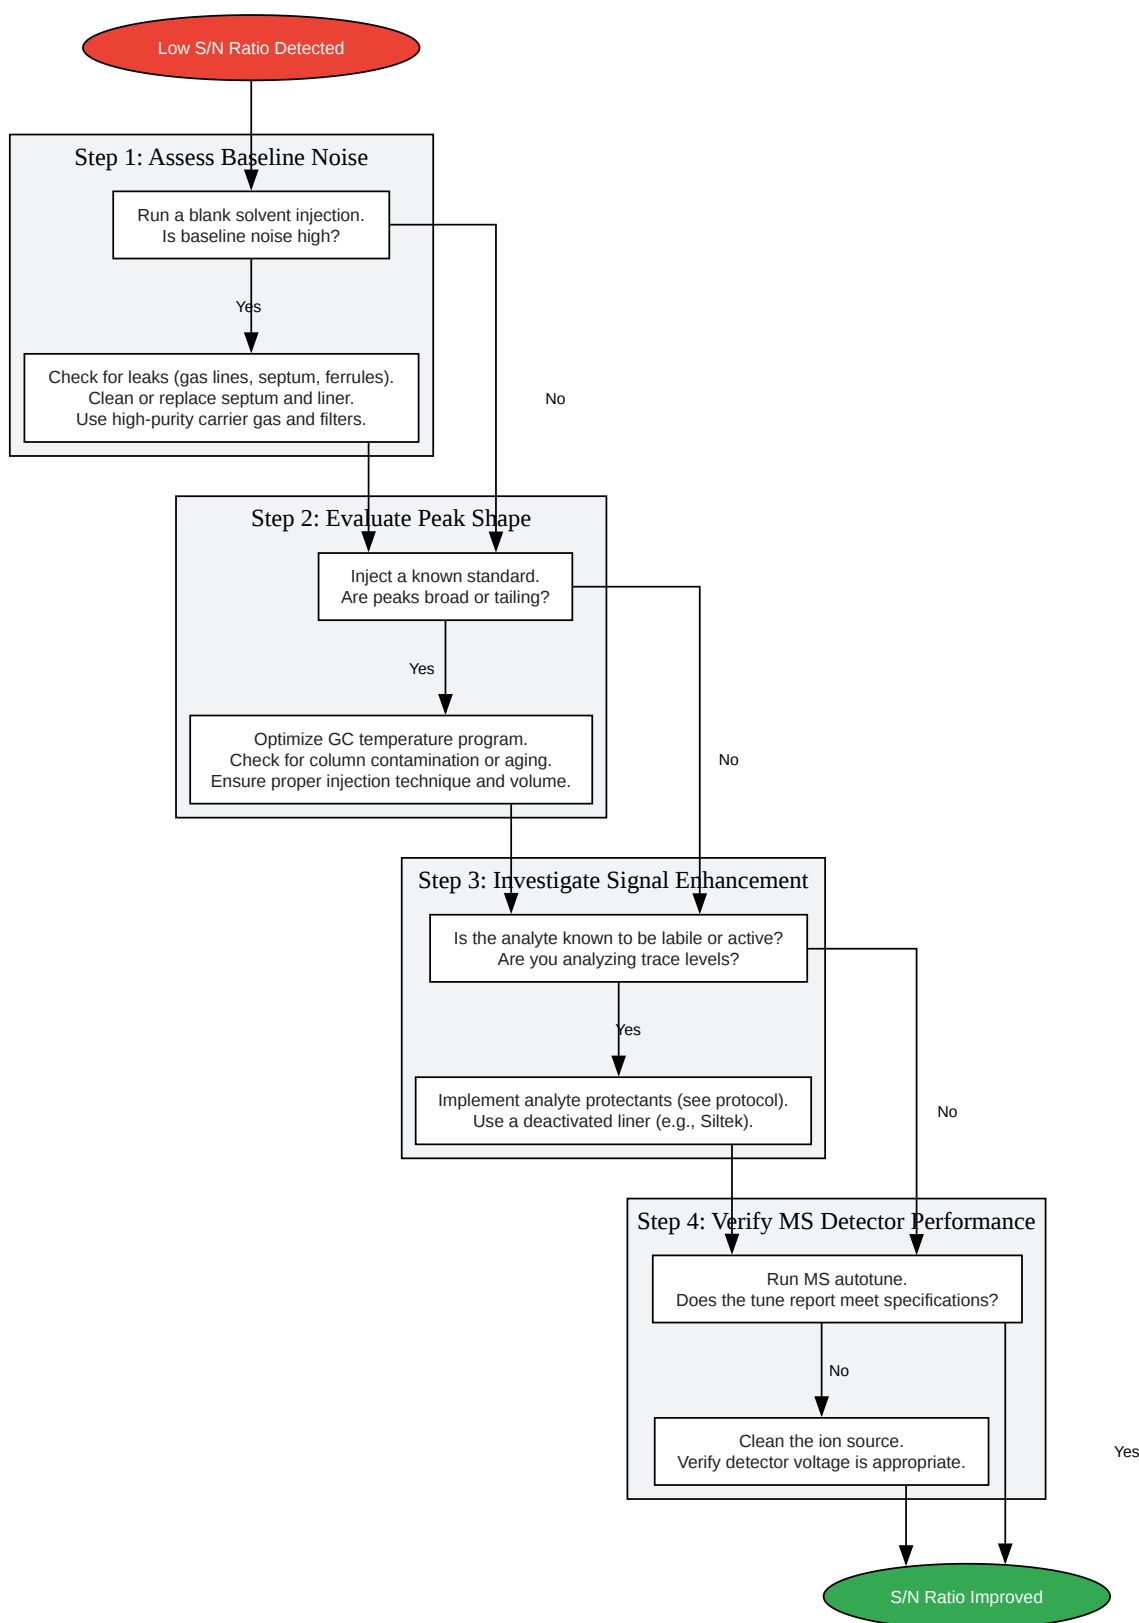 Low S/N Ratio Detected
Step 1: Assess Baseline Noise
Run a blank solvent injection.
Is baseline noise high?
Yes
Check for leaks (gas lines, septum, ferrules).
Clean or replace septum and liner.
Use high-purity carrier gas and filters.
No
Step 2: Evaluate Peak Shape
Inject a known standard.
Are peaks broad or tailing?
Yes
Optimize GC temperature program.
Check for column contamination or aging.
Ensure proper injection technique and volume.
No
Step 3: Investigate Signal Enhancement
Is the analyte known to be labile or active?
Are you analyzing trace levels?
Yes
Implement analyte protectants (see protocol).
Use a deactivated liner (e.g., Siltek).
No
Step 4: Verify MS Detector Performance
Run MS autotune.
Does the tune report meet specifications?
No
Clean the ion source.
Verify detector voltage is appropriate.
Yes
S/N Ratio Improved